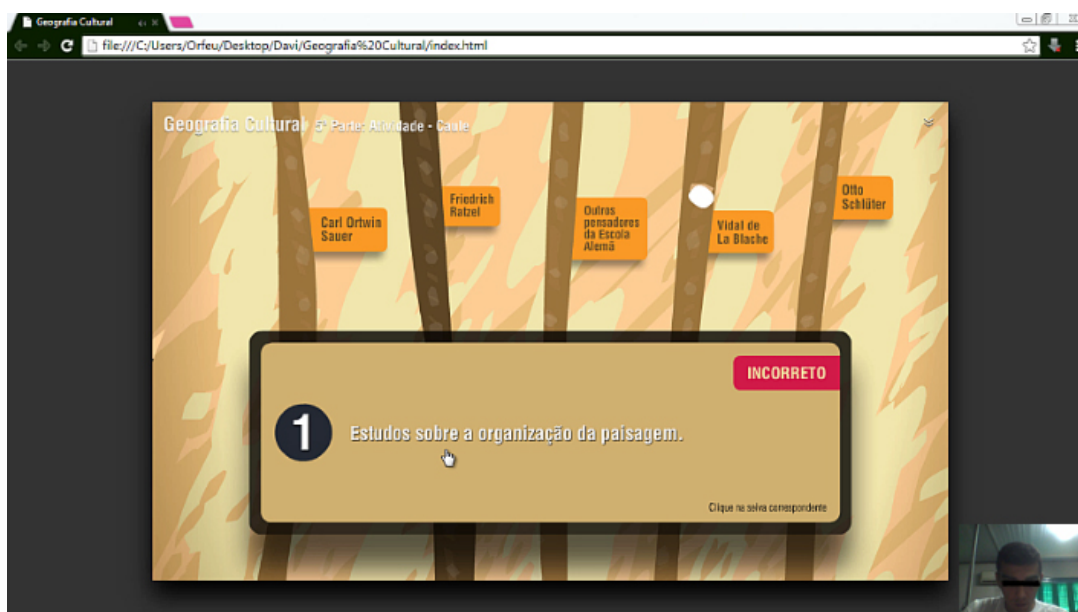 Geografia Cultural
file:///C:/Users/Orfeu/Desktop/Davi/Geografia%20Cultural/index.html
Geografia Cultural 5ª Parte: Atividade - Caule
Carl Ortwin
Sauer
Friedrich
Ratzel
Outros
pensadores
da Escola
Alemã
Vidal de
La Blache
Otto
Schlüter
INCORRETO
1
Estudos sobre a organização da paisagem.
Clique na seiva correspondente